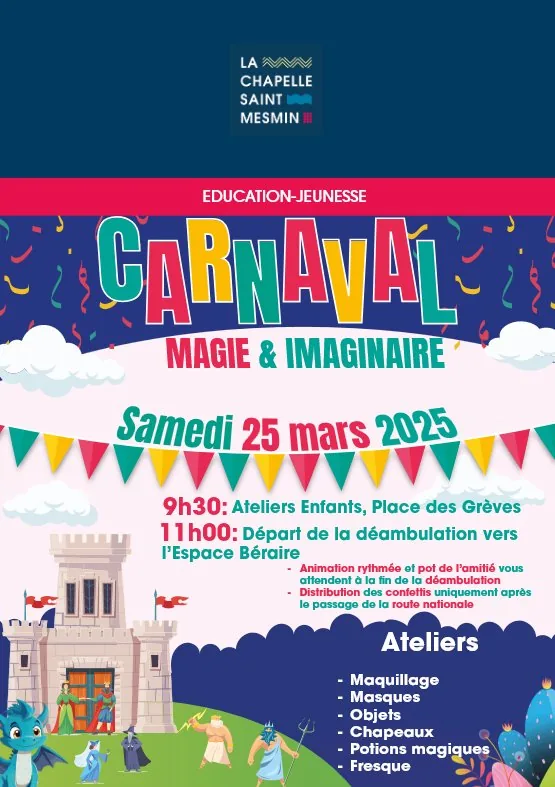 LA
CHAPELLE
SAINT
MESMIN
EDUCATION-JEUNESSE
CARNAVAL
MAGIE & IMAGINAIRE
Samedi 25 mars 2025
9h30: Ateliers Enfants, Place des Grèves
11h00: Départ de la déambulation vers
l'Espace Béraire
- Animation rythmée et pot de l'amitié vous
attendent à la fin de la déambulation
- Distribution des confettis uniquement après
le passage de la route nationale
Ateliers
- Maquillage
- Masques
- Objets
- Chapeaux
- Potions magiques
- Fresque